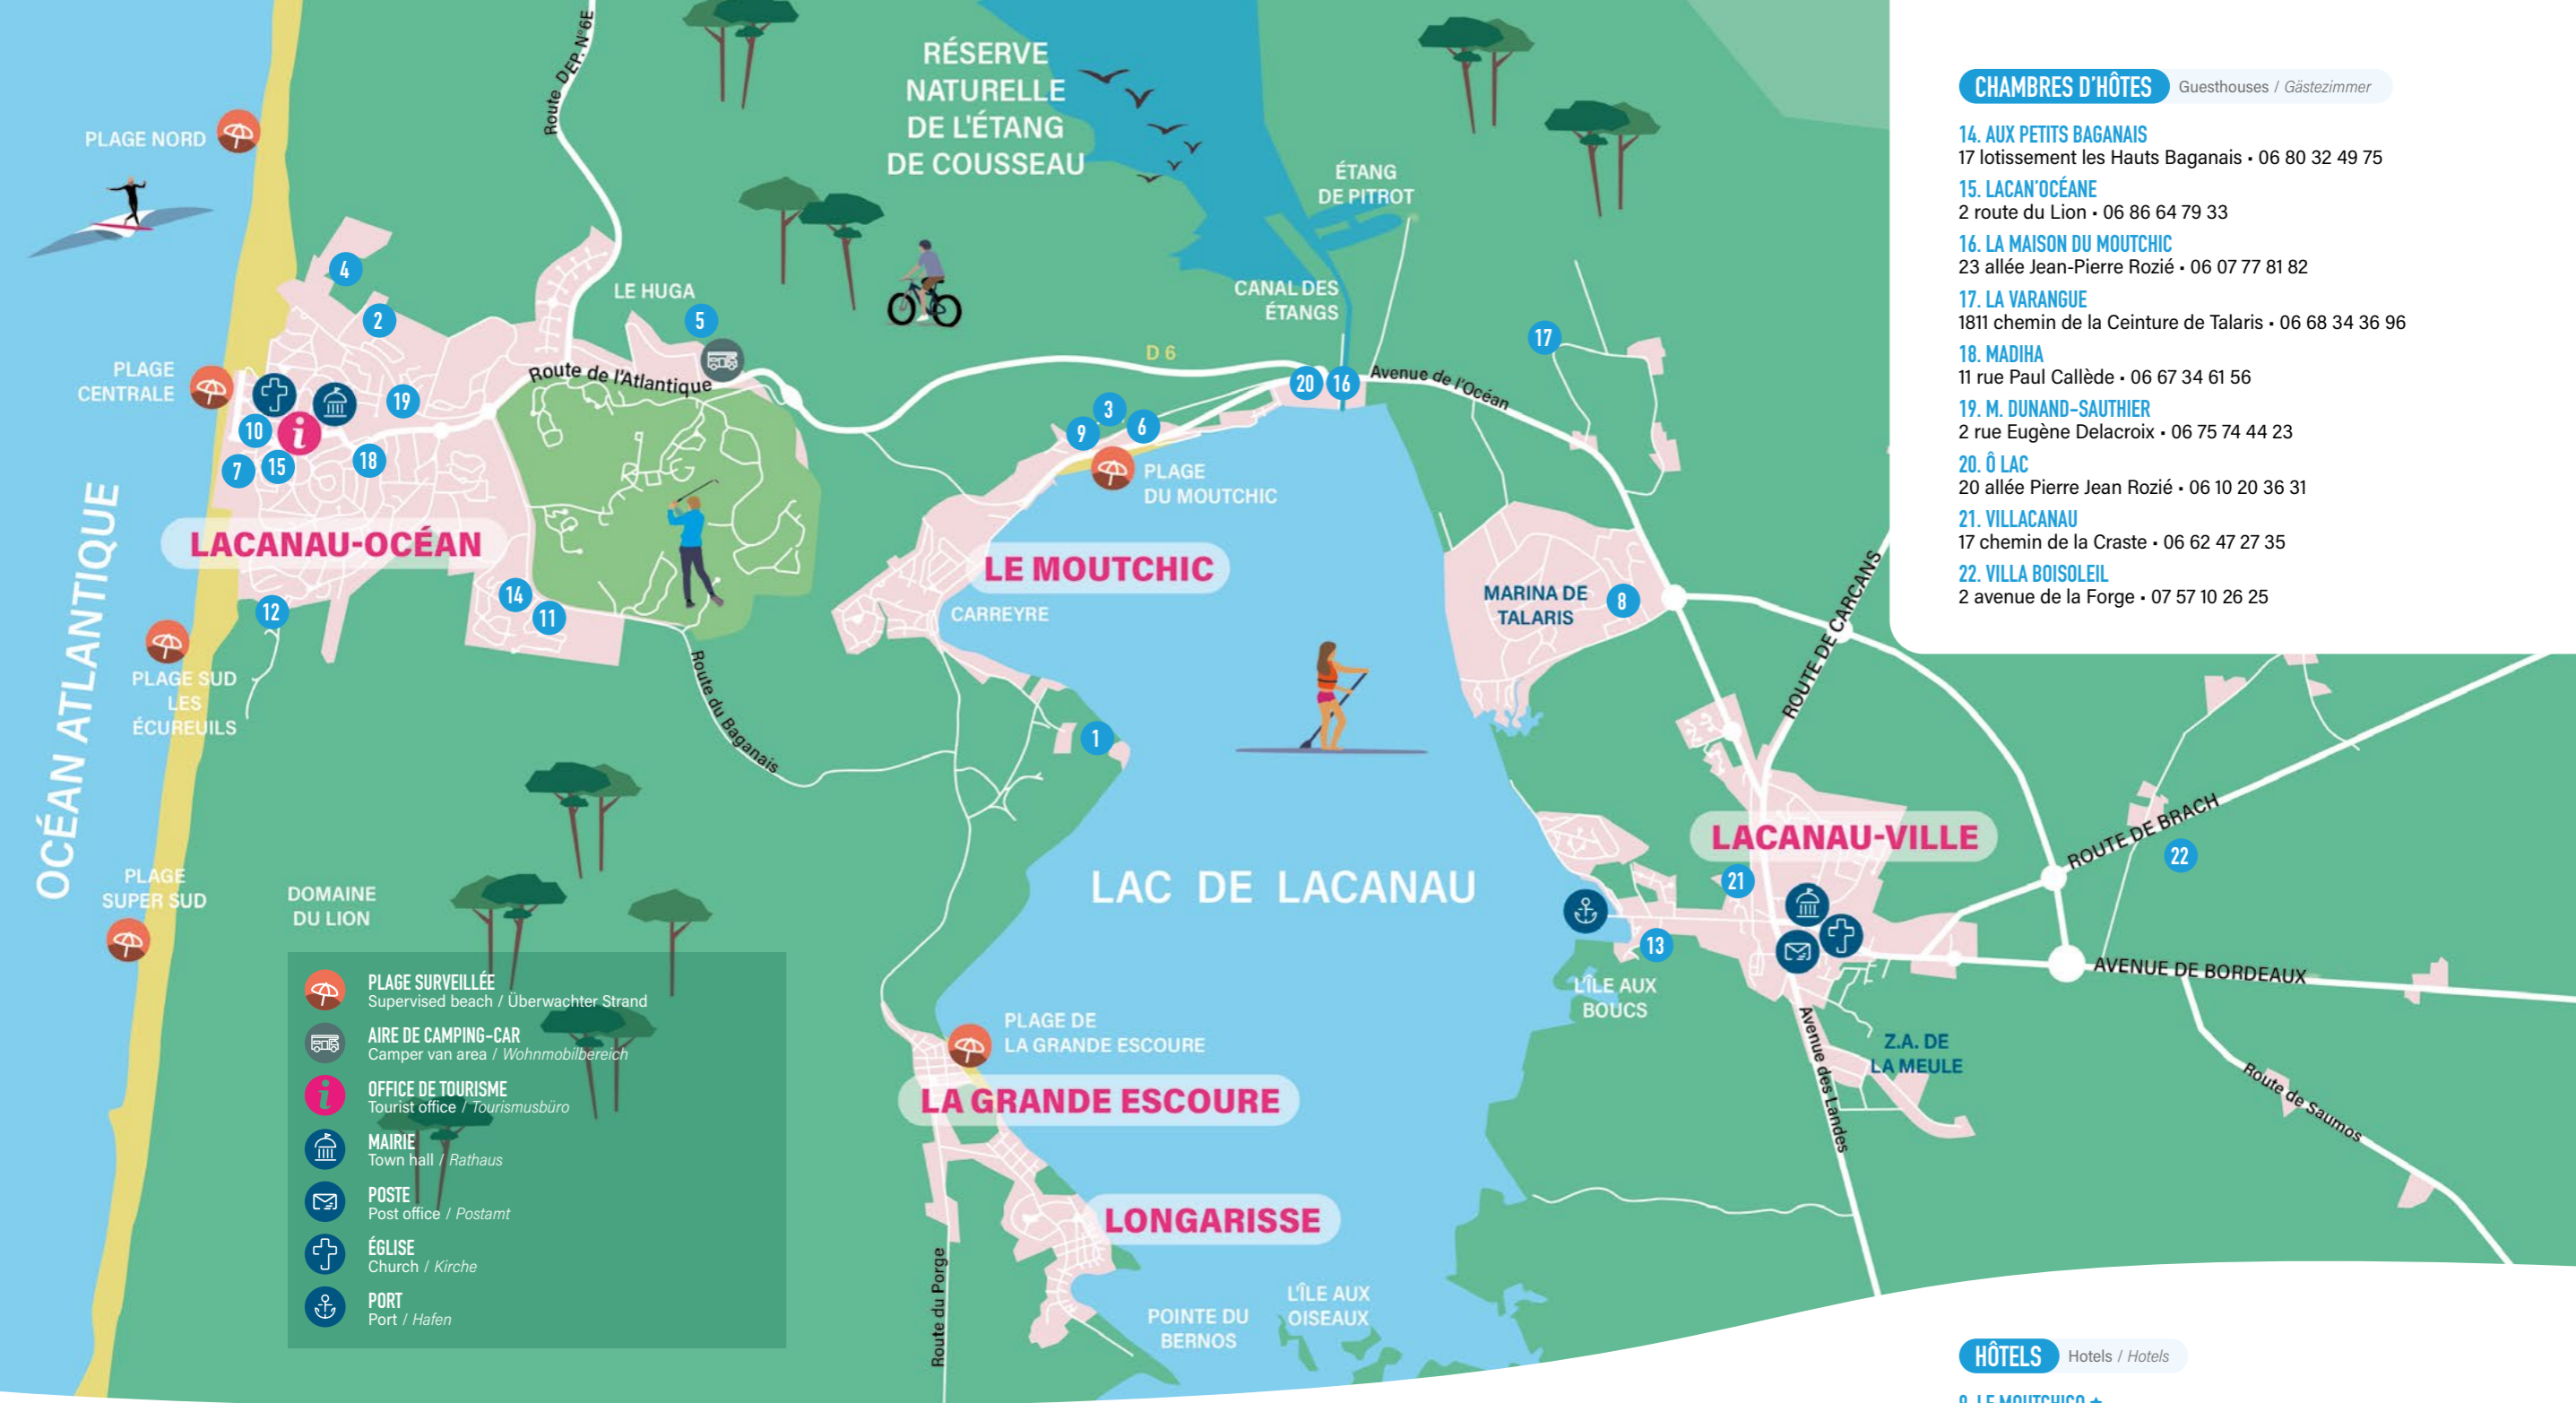 PLAGE NORD
OCÉAN ATLANTIQUE
PLAGE
CENTRALE
PLAGE SUD
LES
ÉCUREUILS
PLAGE
SUPER SUD
DOMAINE
DU LION
Route DEP. N°6E
LE HUGA
Route de l'Atlantique
4
2
5
19
10
i
7
15
18
LACANAU-OCÉAN
12
14
11
Route du Baganais
RÉSERVE
NATURELLE
DE L'ÉTANG
DE COUSSEAU
ÉTANG
DE PITROT
CANAL DES
ÉTANGS
D 6
20
16
Avenue de l'Océan
17
3
9
6
PLAGE
DU MOUTCHIC
LE MOUTCHIC
CARREYRE
1
MARINA DE
TALARIS
8
ROUTE DE CARCANS
LAC DE LACANAU
LACANAU-VILLE
21
13
L'ÎLE AUX
BOUCS
ROUTE DE BRACH
22
AVENUE DE BORDEAUX
Z.A. DE
LA MEULE
Avenue des Landes
Route de Saumos
PLAGE DE
LA GRANDE ESCOURE
LA GRANDE ESCOURE
LONGARISSE
Route du Porge
POINTE DU
BERNOS
L'ÎLE AUX
OISEAUX
PLAGE SURVEILLÉE
Supervised beach / Überwachter Strand
AIRE DE CAMPING-CAR
Camper van area / Wohnmobilbereich
i
OFFICE DE TOURISME
Tourist office / Tourismusbüro
MAIRIE
Town hall / Rathaus
POSTE
Post office / Postamt
ÉGLISE
Church / Kirche
PORT
Port / Hafen
CHAMBRES D'HÔTES Guesthouses / Gästezimmer
14. AUX PETITS BAGANAIS
17 lotissement les Hauts Baganais • 06 80 32 49 75
15. LACAN'OCÉANE
2 route du Lion • 06 86 64 79 33
16. LA MAISON DU MOUTCHIC
23 allée Jean-Pierre Rozié • 06 07 77 81 82
17. LA VARANGUE
1811 chemin de la Ceinture de Talaris • 06 68 34 36 96
18. MADIHA
11 rue Paul Callède • 06 67 34 61 56
19. M. DUNAND-SAUTHIER
2 rue Eugène Delacroix • 06 75 74 44 23
20. Ô LAC
20 allée Pierre Jean Rozié • 06 10 20 36 31
21. VILLACANAU
17 chemin de la Craste • 06 62 47 27 35
22. VILLA BOISOLEIL
2 avenue de la Forge • 07 57 10 26 25
HÔTELS Hotels / Hotels
9. LE MOUTCHICO ★